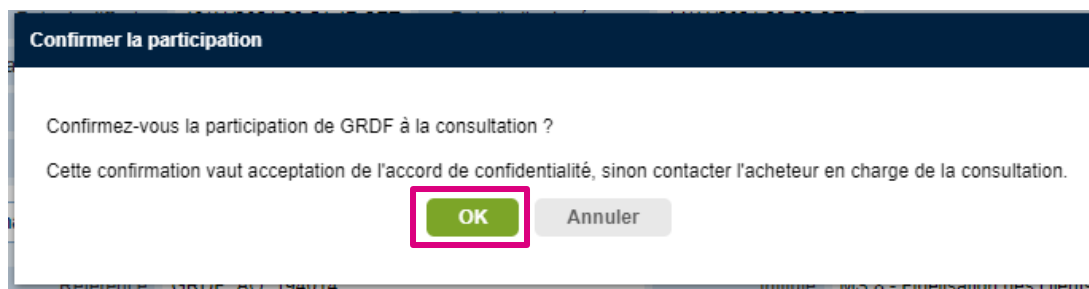 Confirmer la participation
Confirmez-vous la participation de GRDF à la consultation ?
Cette confirmation vaut acceptation de l'accord de confidentialité, sinon contacter l'acheteur en charge de la consultation.
OK Annuler